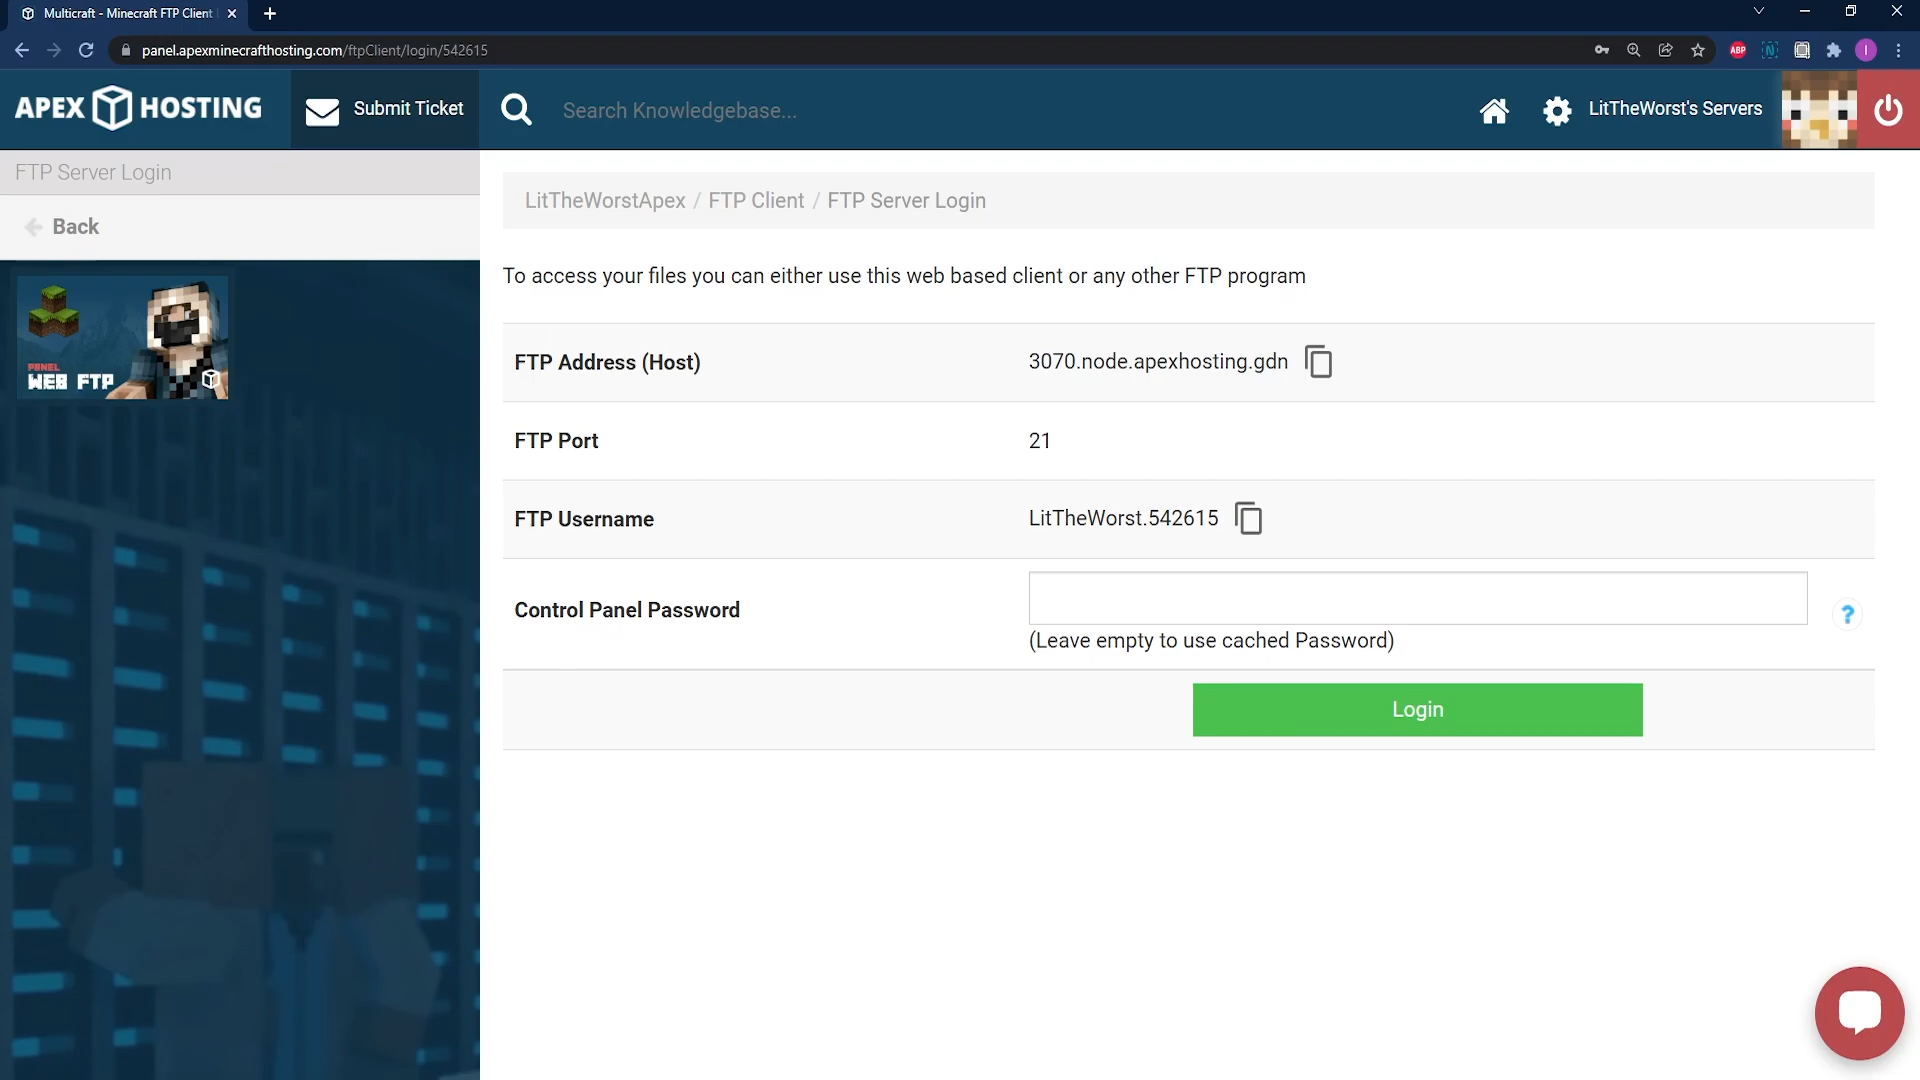 Multicraft - Minecraft FTP Client
panel.apexminecrafthosting.com/ftpClient/login/542615
ABP
N
I
APEX HOSTING
Submit Ticket
Search Knowledgebase...
LitTheWorst's Servers
FTP Server Login
Back
PANEL
WEB FTP
LitTheWorstApex / FTP Client / FTP Server Login
To access your files you can either use this web based client or any other FTP program
FTP Address (Host)
3070.node.apexhosting.gdn
FTP Port
21
FTP Username
LitTheWorst.542615
Control Panel Password
?
(Leave empty to use cached Password)
Login